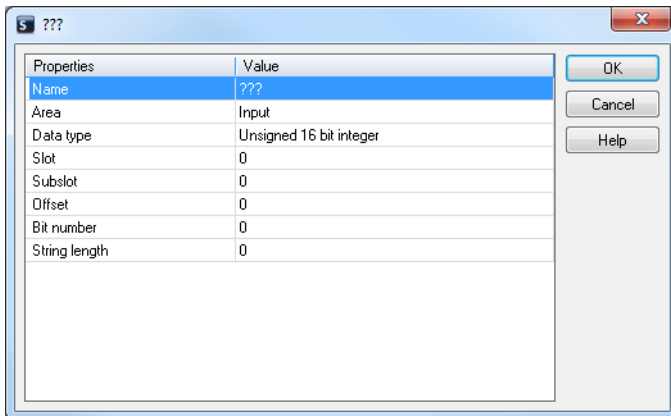 S ???
Properties Value
Name ???
Area Input
Data type Unsigned 16 bit integer
Slot 0
Subslot 0
Offset 0
Bit number 0
String length 0
OK
Cancel
Help